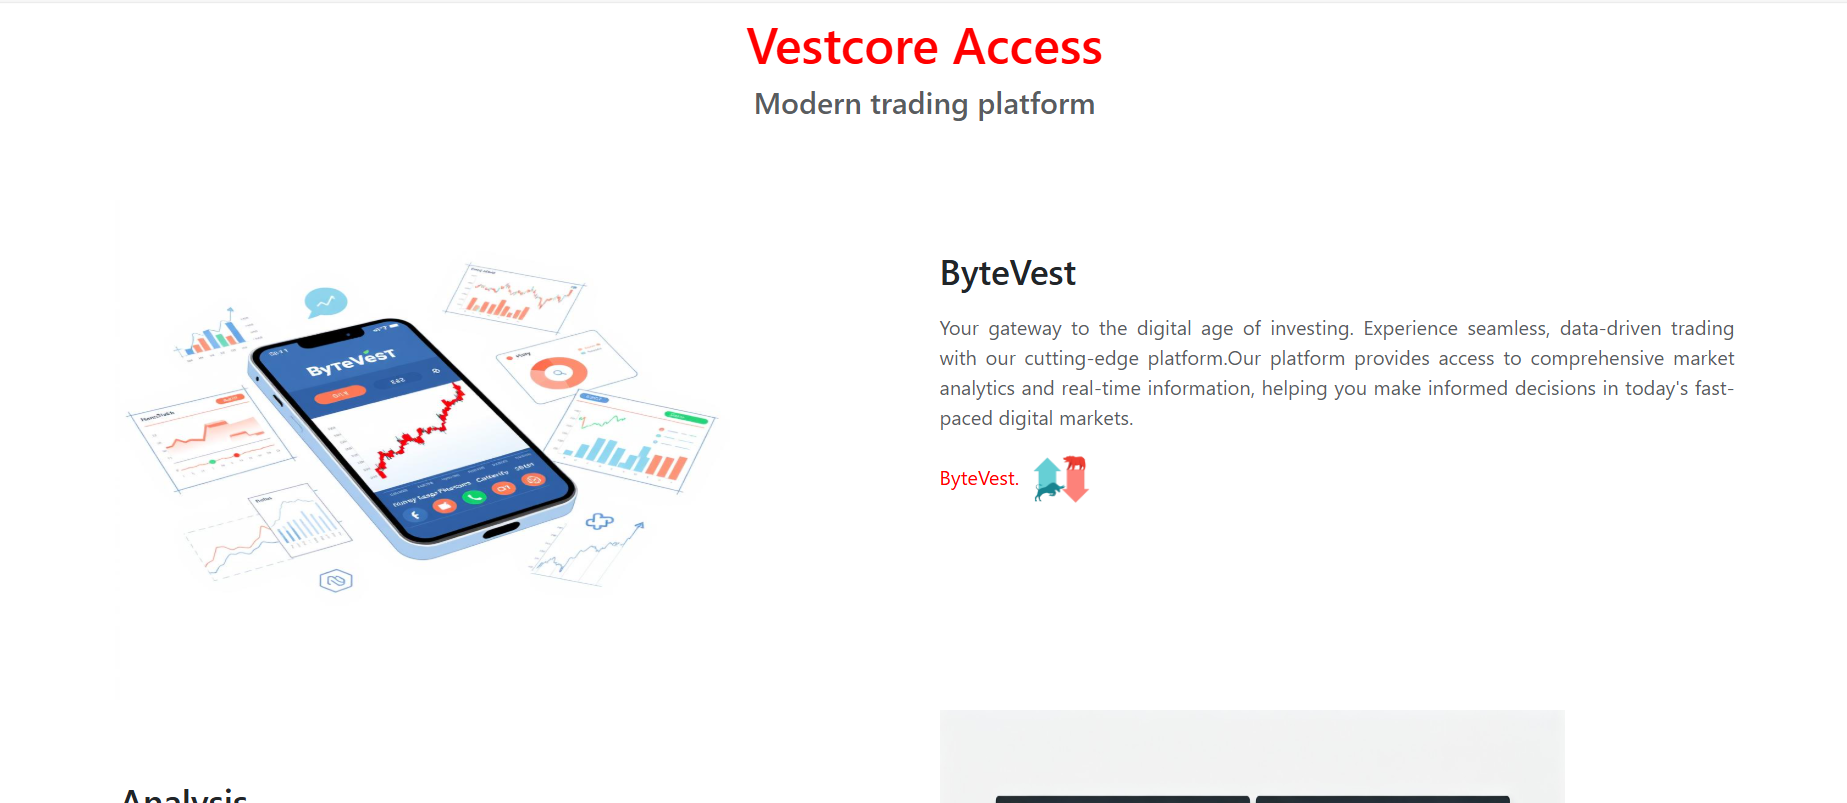 Vestcore Access
Modern trading platform
ByteVest
ByteVest
Your gateway to the digital age of investing. Experience seamless, data-driven trading
with our cutting-edge platform.Our platform provides access to comprehensive market
analytics and real-time information, helping you make informed decisions in today's fast-
paced digital markets.
ByteVest.
Analysis